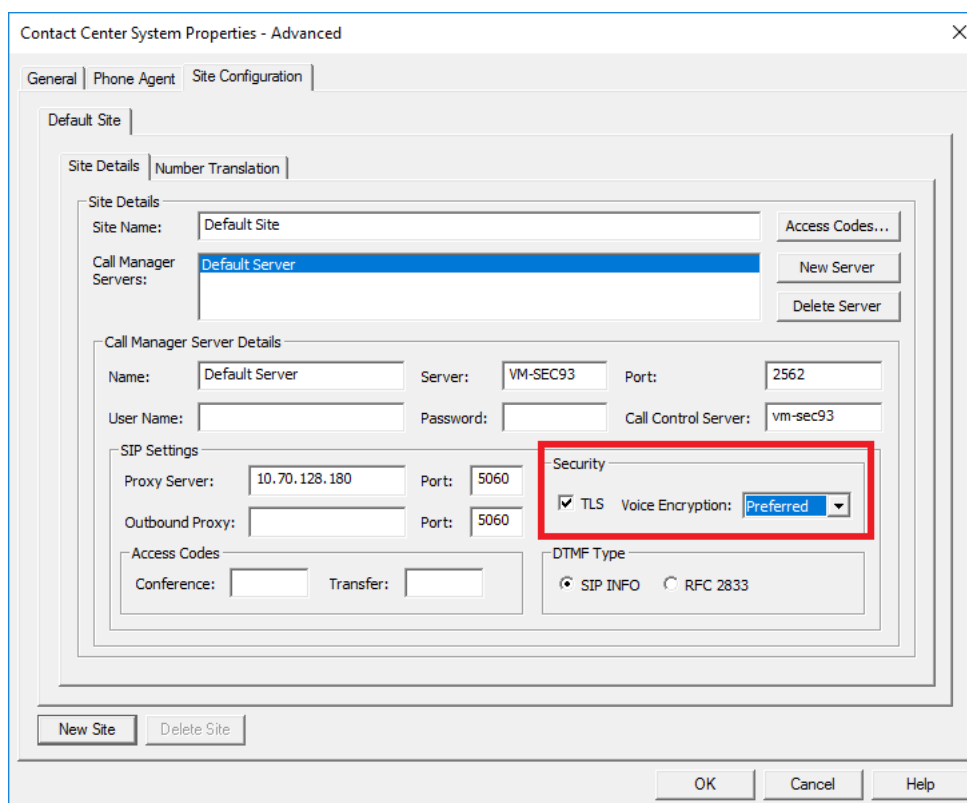 Contact Center System Properties - Advanced
General Phone Agent Site Configuration
Default Site
Site Details Number Translation
Site Details
Site Name: Default Site Access Codes...
Call Manager Servers: Default Server New Server
Delete Server
Call Manager Server Details
Name: Default Server Server: VM-SEC93 Port: 2562
User Name: Password: Call Control Server: vm-sec93
SIP Settings
Proxy Server: 10.70.128.180 Port: 5060
Security
TLS Voice Encryption: Preferred
Outbound Proxy: Port: 5060
Access Codes
Conference: Transfer:
DTMF Type
SIP INFO RFC 2833
New Site Delete Site
OK Cancel Help